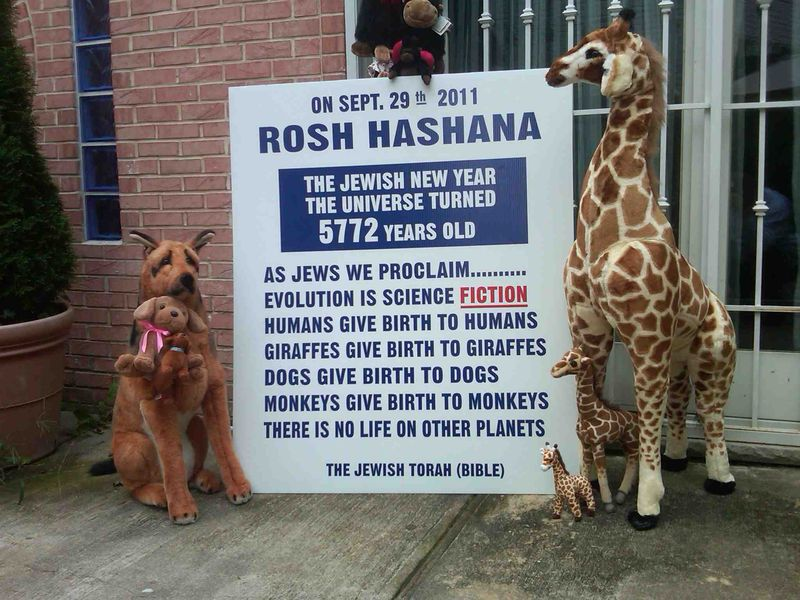 ON SEPT. 29th 2011
ROSH HASHANA
THE JEWISH NEW YEAR
THE UNIVERSE TURNED
5772 YEARS OLD
AS JEWS WE PROCLAIM..........
EVOLUTION IS SCIENCE FICTION
HUMANS GIVE BIRTH TO HUMANS
GIRAFFES GIVE BIRTH TO GIRAFFES
DOGS GIVE BIRTH TO DOGS
MONKEYS GIVE BIRTH TO MONKEYS
THERE IS NO LIFE ON OTHER PLANETS
THE JEWISH TORAH (BIBLE)